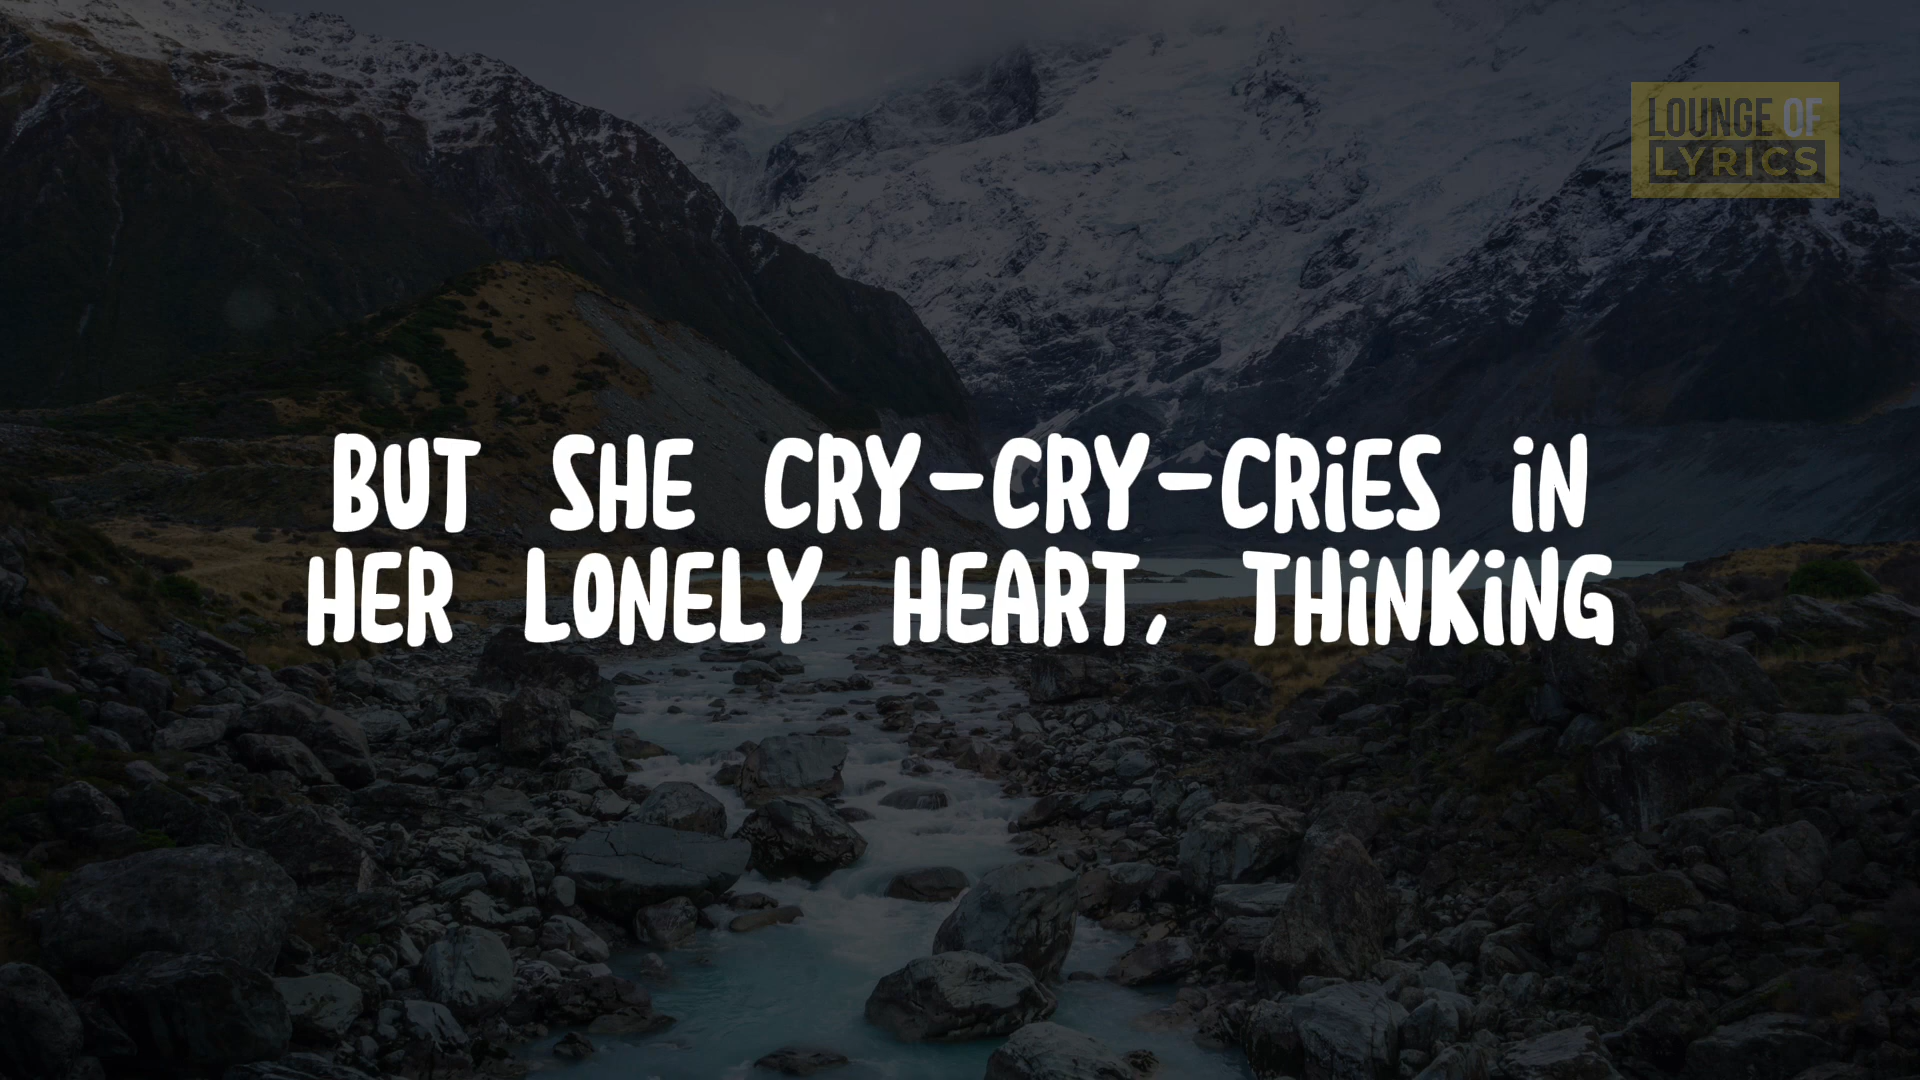 LOUNGE OF
LYRICS
BUT SHE CRY-CRY-CRiES iN
HER LONELY HEART, THiNKiNG